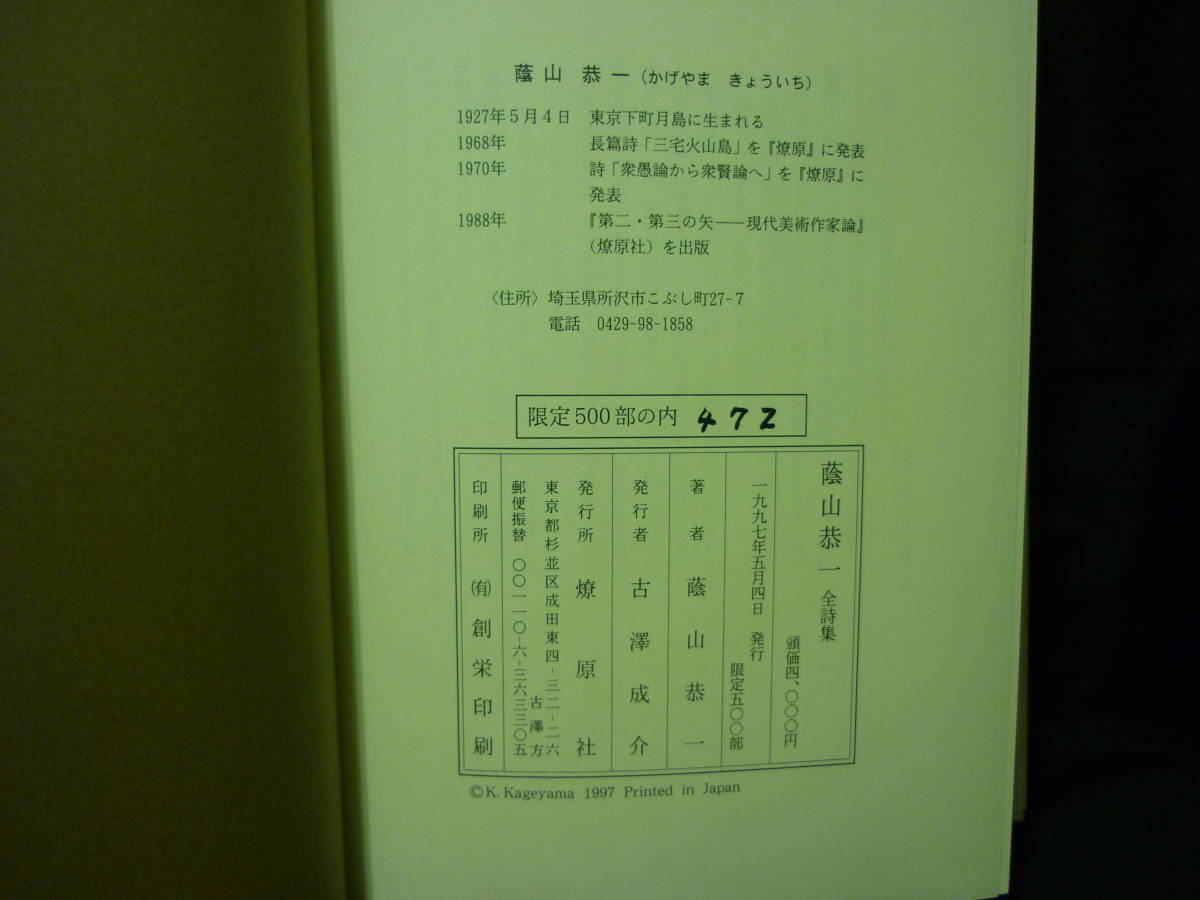 蔭山 恭一（かげやま きょういち）
1927年５月４日 東京下町月島に生まれる
1968年 長篇詩「三宅火山島」を『燎原』に発表
1970年 詩「衆愚論から衆賢論へ」を『燎原』に
発表
1988年 『第二・第三の矢――現代美術作家論』
（燎原社）を出版
〈住所〉埼玉県所沢市こぶし町27-7
電話 0429-98-1858
限定500部の内 472
蔭山恭一 全詩集
頒価四、〇〇〇円
一九九七年五月四日 発行
限定五〇〇部
著者 蔭山恭一
発行者 古澤成介
発行所 燎原社
東京都杉並区成田東四-三二-二六
古澤方
郵便振替 〇〇一一〇-六-三六三三〇五
印刷所 ㈲創栄印刷
©K. Kageyama 1997 Printed in Japan